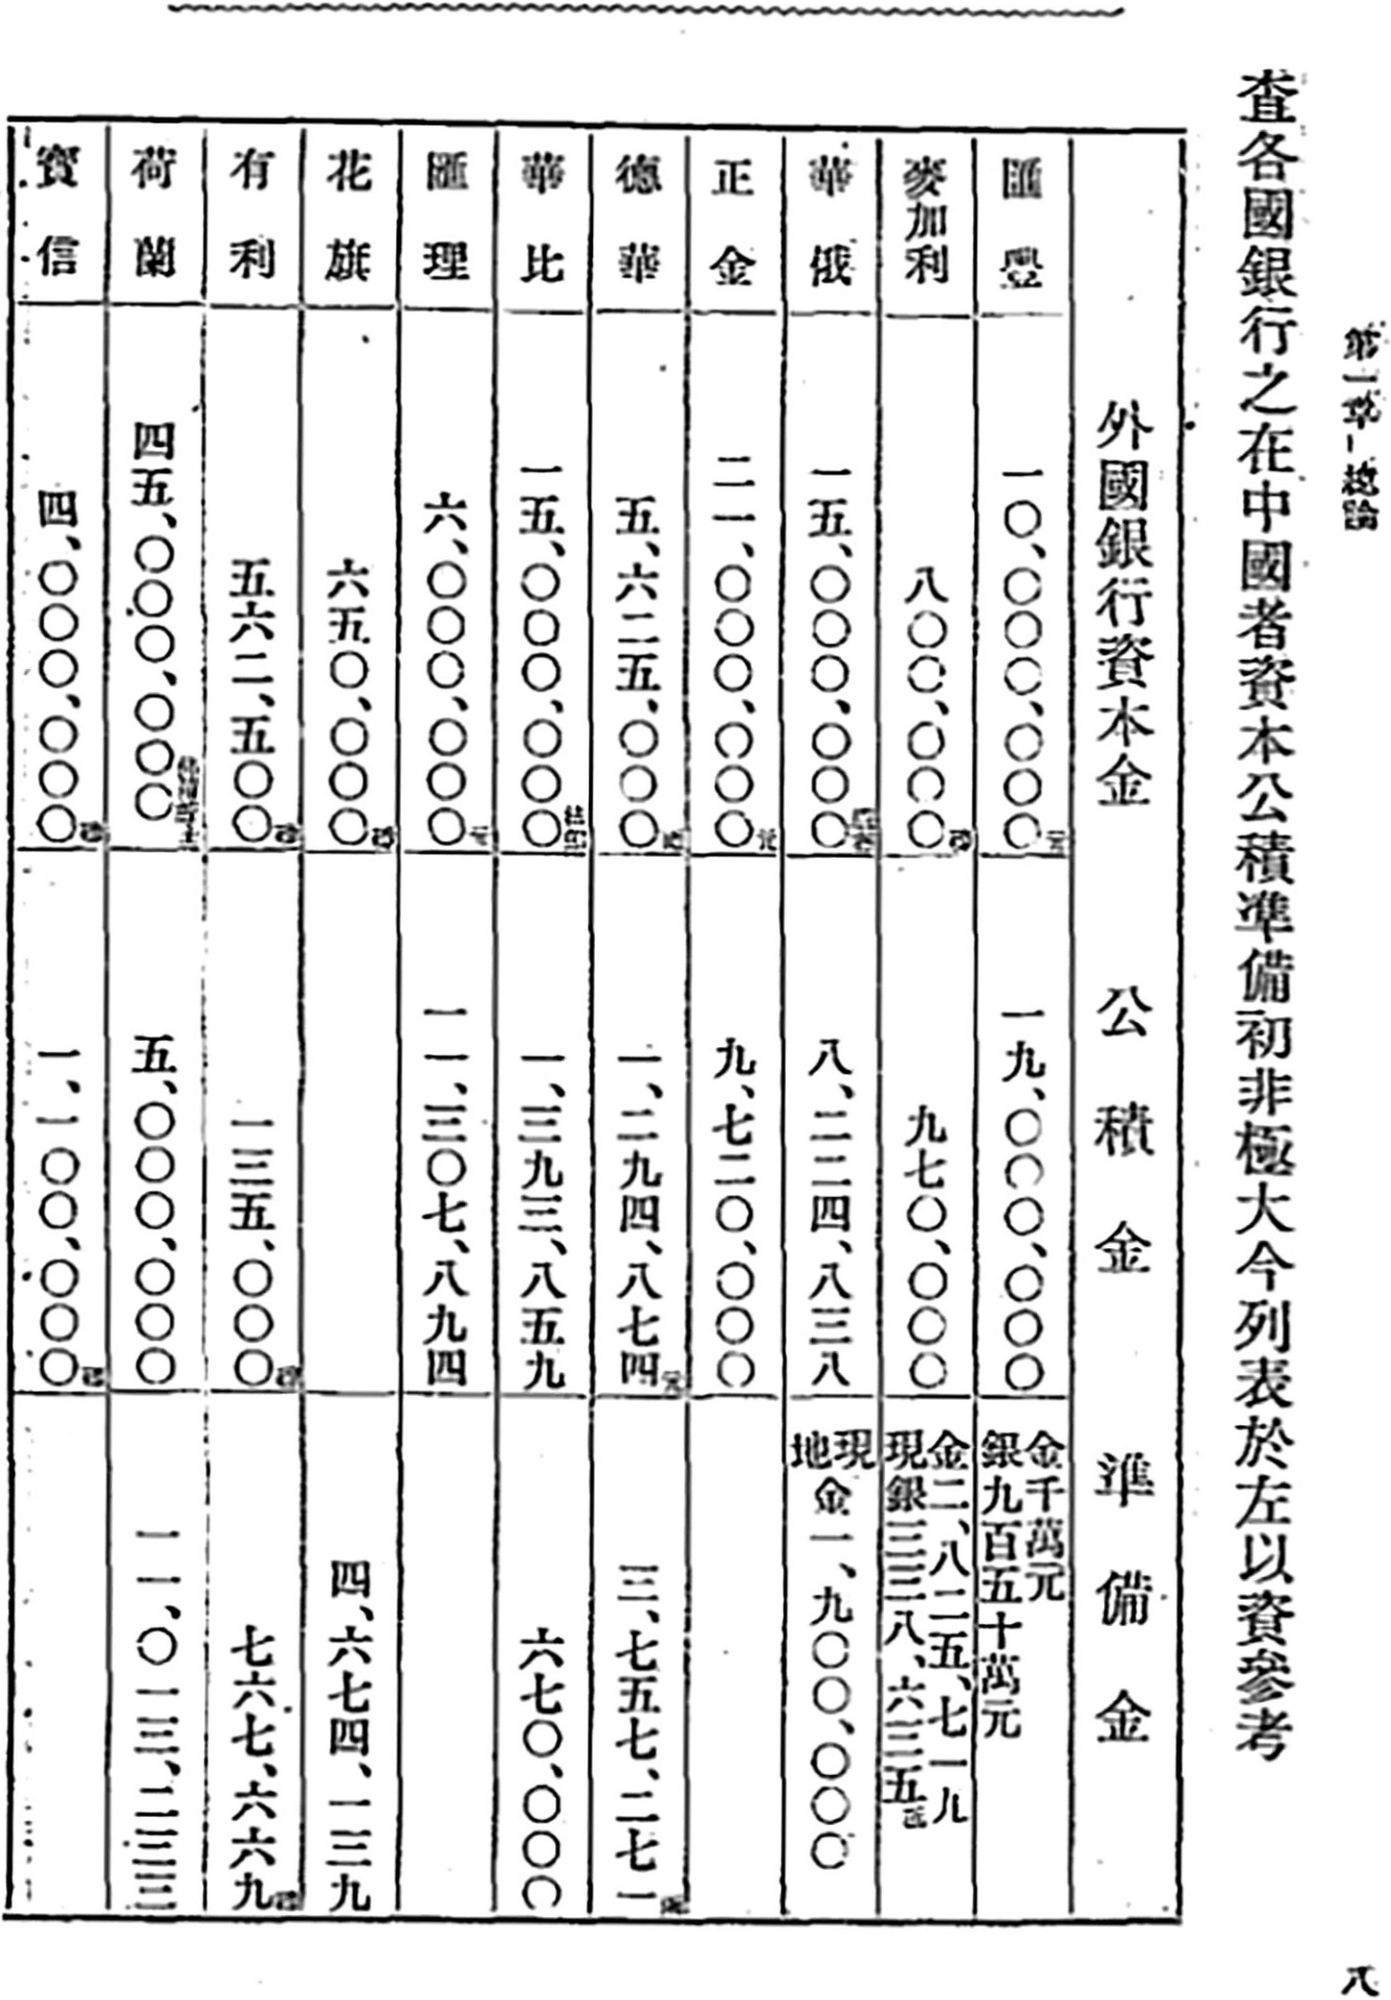 第一章 總論
八
查各國銀行之在中國者資本公積準備初非極大今列表於左以資參考
外國銀行資本金 公積金 準備金
匯豐 一〇、〇〇〇、〇〇〇元 一九、〇〇〇、〇〇〇 金千萬元
銀九百五十萬元
麥加利 八〇〇、〇〇〇磅 九七〇、〇〇〇 金二、八二五、七一九
現銀三三八、六三五
華俄 一五、〇〇〇、〇〇〇 八、二二四、八三八 現地金一、九〇〇、〇〇〇
正金 二一、〇〇〇、〇〇〇元 九、七二〇、〇〇〇
德華 五、六二五、〇〇〇 一、二九四、八七四元 三、七五七、二七一
華比 一五、〇〇〇、〇〇〇 一、三九三、八五九 六七〇、〇〇〇
匯理 六、〇〇〇、〇〇〇元 一一、三〇七、八九四
花旗 六五〇、〇〇〇磅 四、六七四、一三九
有利 五六二、五〇〇磅 一三五、〇〇〇磅 七六七、六六九磅
荷蘭 四五、〇〇〇、〇〇〇 五、〇〇〇、〇〇〇 一一、〇一三、二三三
寶信 四、〇〇〇、〇〇〇磅 一、一〇〇、〇〇〇磅